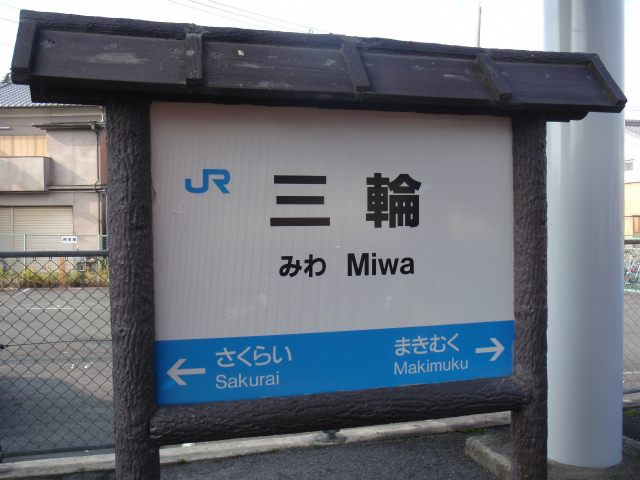 JR
三輪
みわ Miwa
← さくらい
Sakurai
まきむく →
Makimuku